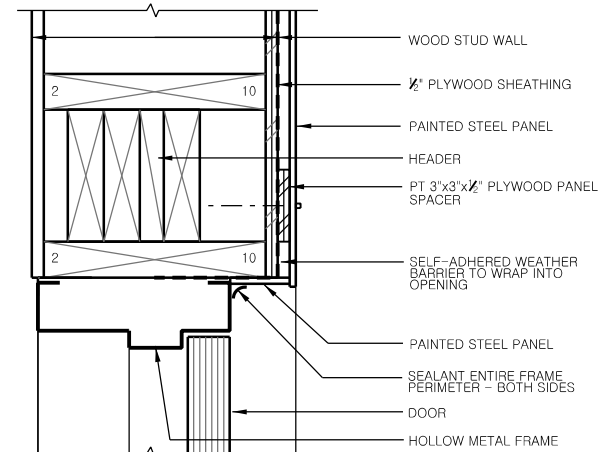 WOOD STUD WALL
2 10
½" PLYWOOD SHEATHING
PAINTED STEEL PANEL
HEADER
PT 3"x3"x½" PLYWOOD PANEL
SPACER
2 10
SELF-ADHERED WEATHER
BARRIER TO WRAP INTO
OPENING
PAINTED STEEL PANEL
SEALANT ENTIRE FRAME
PERIMETER - BOTH SIDES
DOOR
HOLLOW METAL FRAME